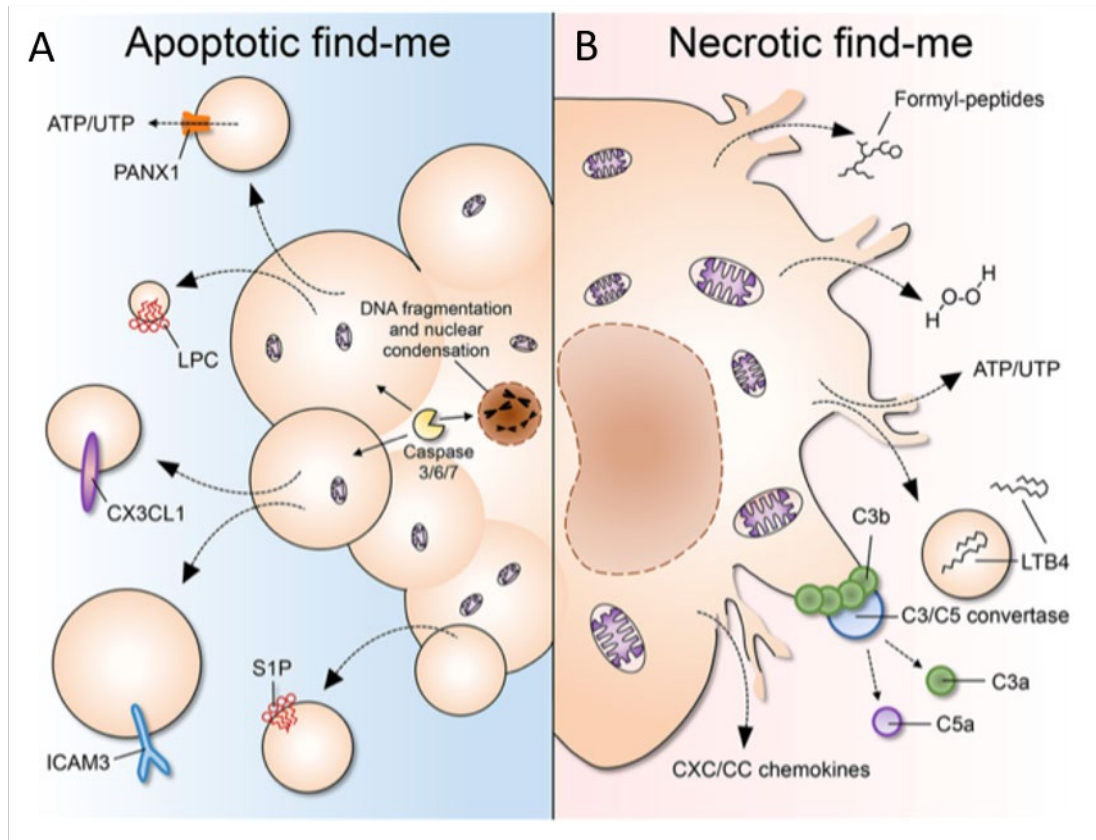 A
Apoptotic find-me
ATP/UTP
PANX1
LPC
DNA fragmentation
and nuclear
condensation
Caspase
3/6/7
CX3CL1
S1P
ICAM3
B
Necrotic find-me
Formyl-peptides
H
O-O
H
ATP/UTP
C3b
LTB4
C3/C5 convertase
C3a
C5a
CXC/CC chemokines